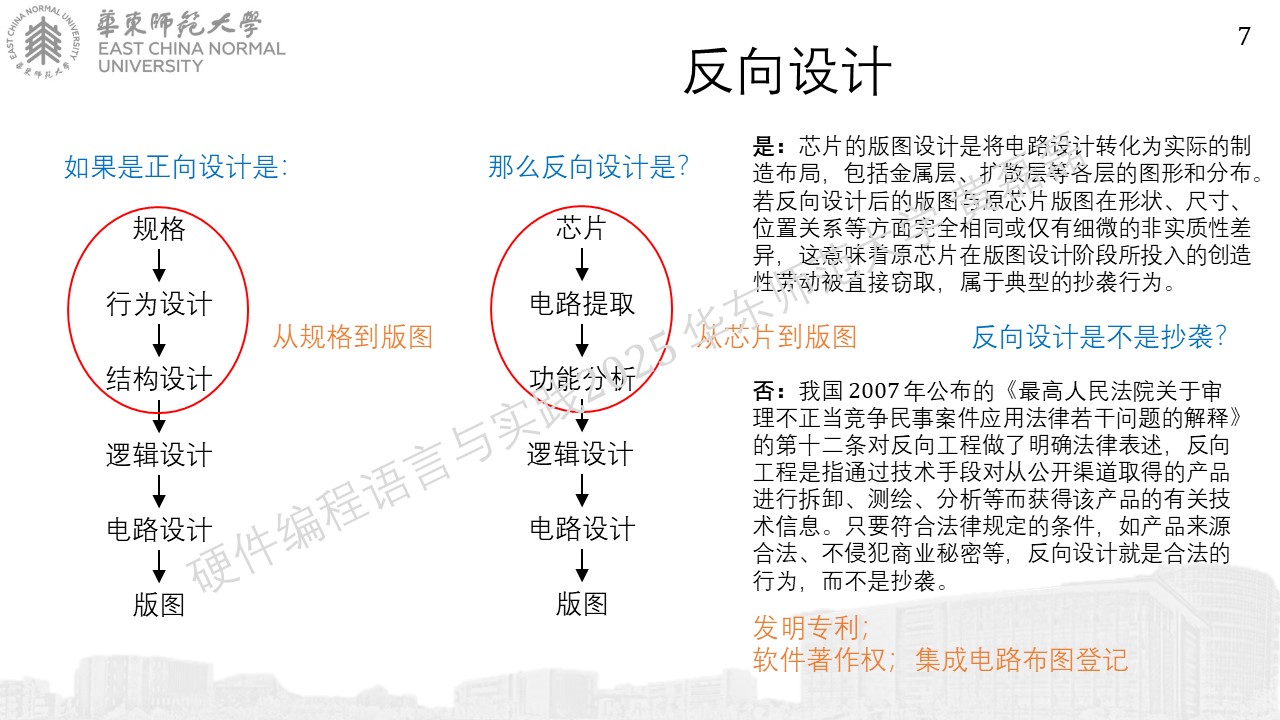 華東師範大學
EAST CHINA NORMAL
UNIVERSITY
EAST CHINA NORMAL UNIVERSITY
華東师范大学
7
反向设计
如果是正向设计是：
规格
行为设计
结构设计
逻辑设计
电路设计
版图
从规格到版图
那么反向设计是？
芯片
电路提取
功能分析
逻辑设计
电路设计
版图
从芯片到版图
是：芯片的版图设计是将电路设计转化为实际的制
造布局，包括金属层、扩散层等各层的图形和分布。
若反向设计后的版图与原芯片版图在形状、尺寸、
位置关系等方面完全相同或仅有细微的非实质性差
异，这意味着原芯片在版图设计阶段所投入的创造
性劳动被直接窃取，属于典型的抄袭行为。
反向设计是不是抄袭？
否：我国 2007 年公布的《最高人民法院关于审
理不正当竞争民事案件应用法律若干问题的解释》
的第十二条对反向工程做了明确法律表述，反向
工程是指通过技术手段对从公开渠道取得的产品
进行拆卸、测绘、分析等而获得该产品的有关技
术信息。只要符合法律规定的条件，如产品来源
合法、不侵犯商业秘密等，反向设计就是合法的
行为，而不是抄袭。
发明专利；
软件著作权；集成电路布图登记
硬件编程语言与实践2025 华东师范大学 黄磊磊